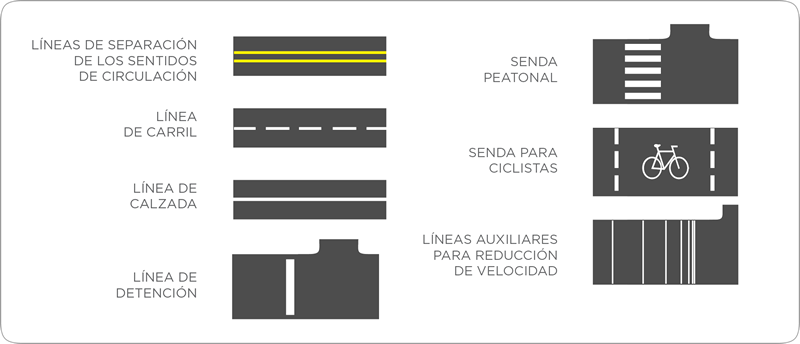 LÍNEAS DE SEPARACIÓN
DE LOS SENTIDOS
DE CIRCULACIÓN
LÍNEA
DE CARRIL
LÍNEA DE
CALZADA
LÍNEA DE
DETENCIÓN
SENDA
PEATONAL
SENDA PARA
CICLISTAS
LÍNEAS AUXILIARES
PARA REDUCCIÓN
DE VELOCIDAD